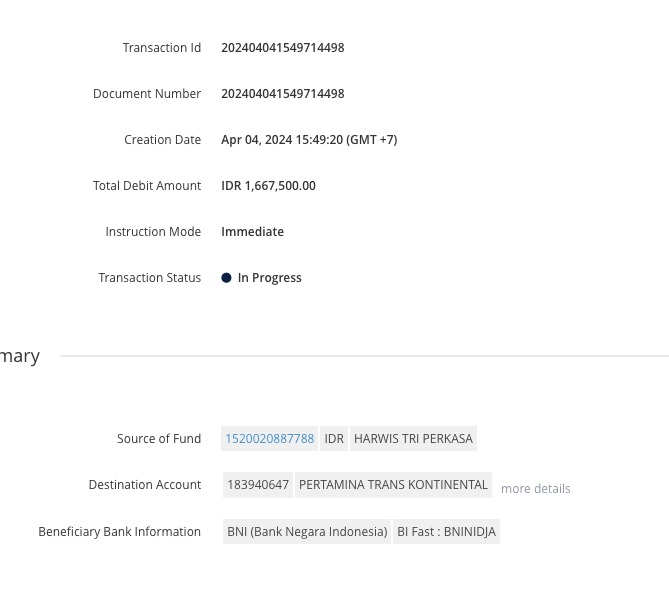 Transaction Id 202404041549714498
Document Number 202404041549714498
Creation Date Apr 04, 2024 15:49:20 (GMT +7)
Total Debit Amount IDR 1,667,500.00
Instruction Mode Immediate
Transaction Status In Progress
mary
Source of Fund 1520020887788 IDR HARWIS TRI PERKASA
Destination Account 183940647 PERTAMINA TRANS KONTINENTAL more details
Beneficiary Bank Information BNI (Bank Negara Indonesia) BI Fast : BNINIDJA